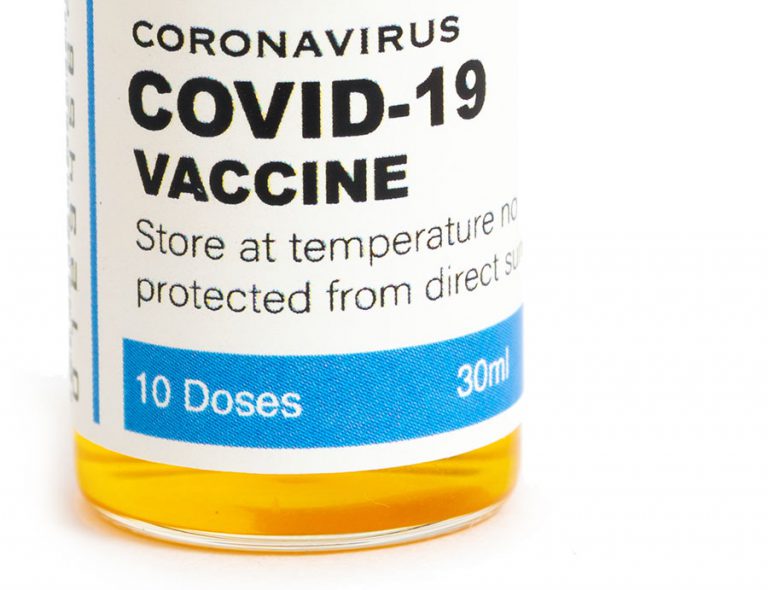 CORONAVIRUS
COVID-19
VACCINE
Store at temperature
protected from direct
10 Doses 30ml